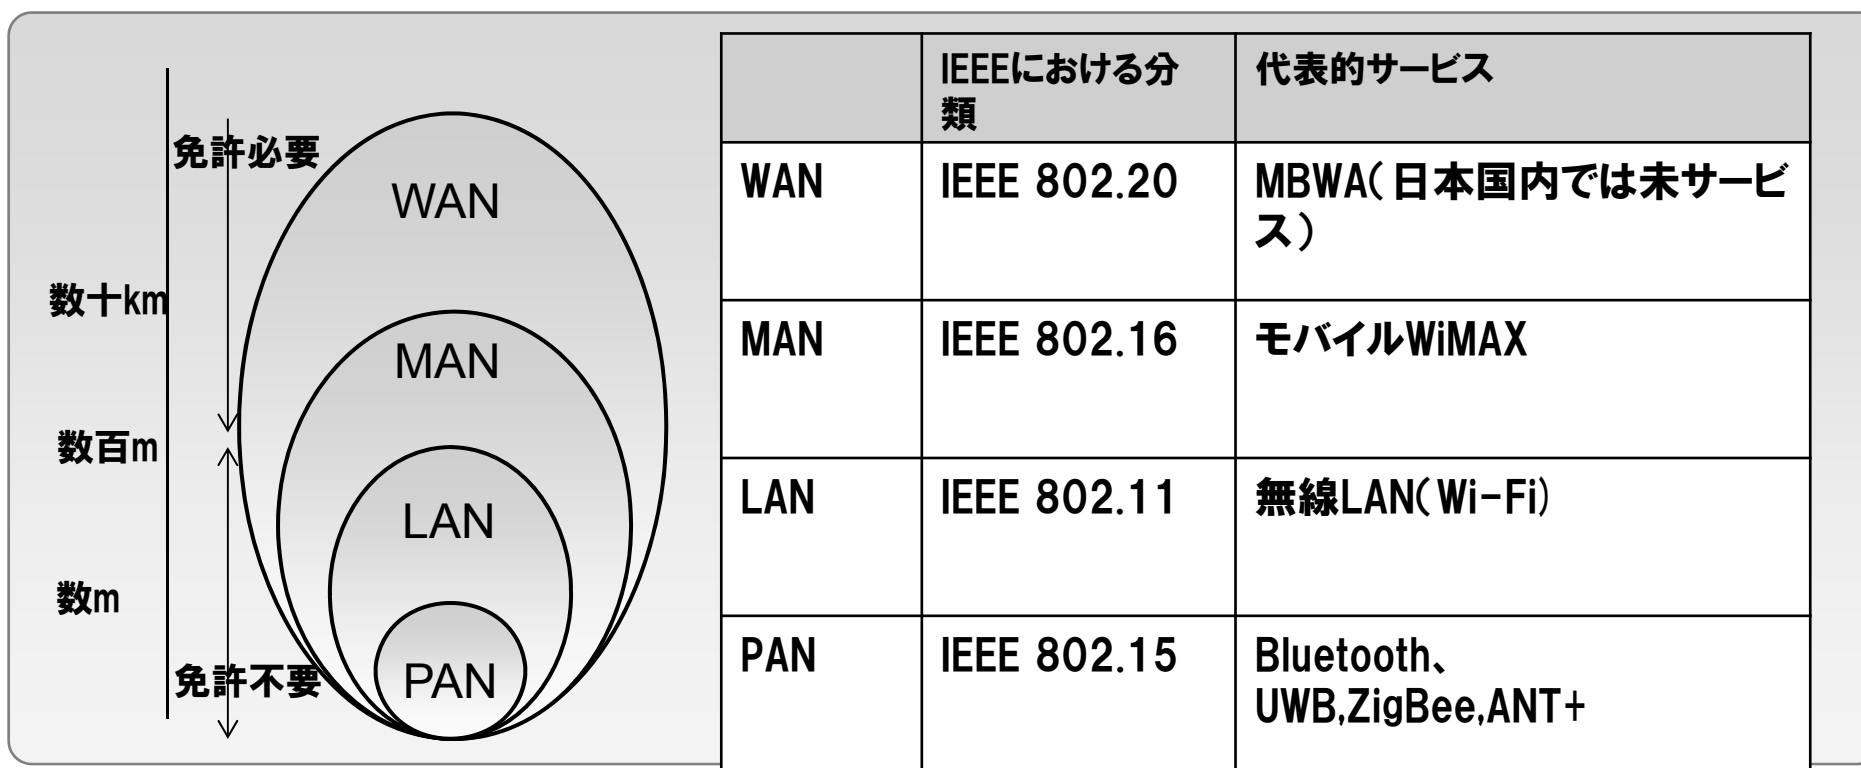 免許必要
WAN
数十km
MAN
数百m
LAN
数m
免許不要
PAN
IEEEにおける分
類
代表的サービス
WAN
IEEE 802.20
MBWA(日本国内では未サービ
ス)
MAN
IEEE 802.16
モバイルWiMAX
LAN
IEEE 802.11
無線LAN(Wi-Fi)
PAN
IEEE 802.15
Bluetooth、
UWB,ZigBee,ANT+